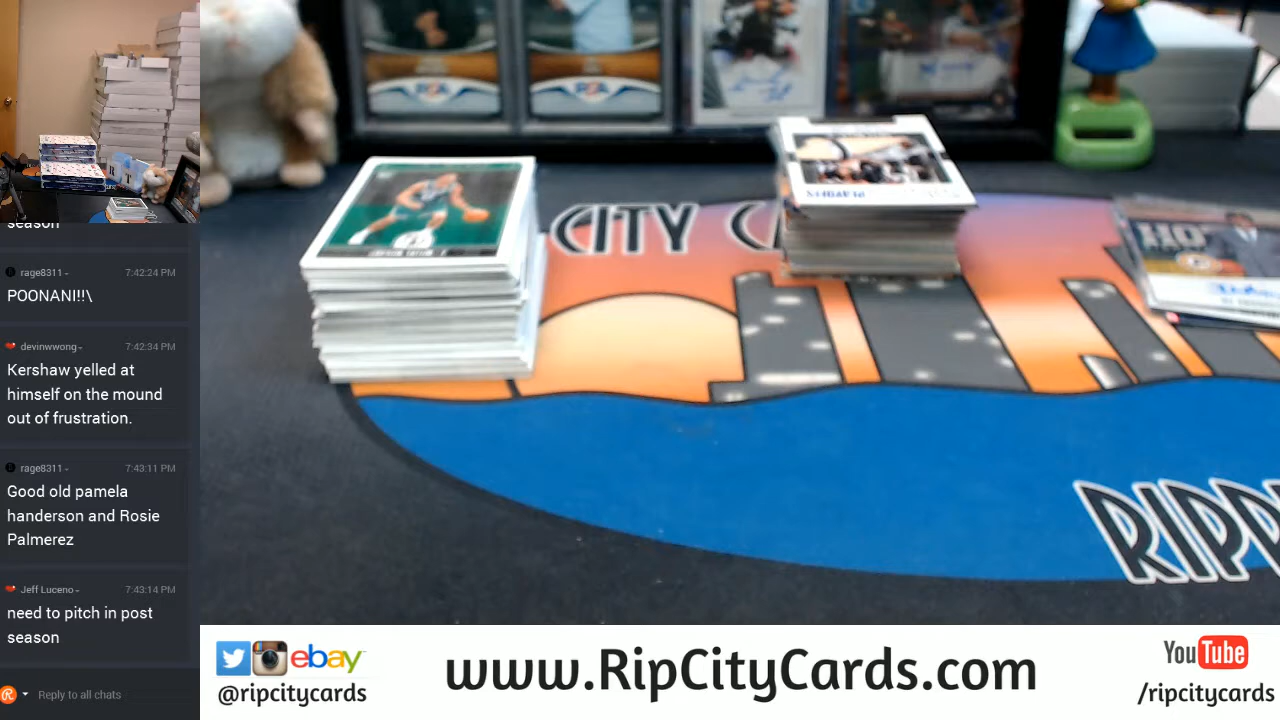 season
rage8311
7:42:24 PM
POONANI!!\
devinwwong
7:42:34 PM
Kershaw yelled at
himself on the mound
out of frustration.
rage8311
7:43:11 PM
Good old pamela
handerson and Rosie
Palmerez
Jeff Luceno
7:43:14 PM
need to pitch in post
season
Reply to all chats
CITY C
RIPP
ebay
@ripcitycards
www.RipCityCards.com
YouTube
/ripcitycards